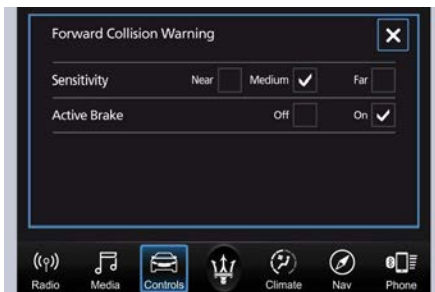 Forward Collision Warning
Sensitivity Near Medium Far
Active Brake Off On
Radio Media Controls Climate Nav Phone